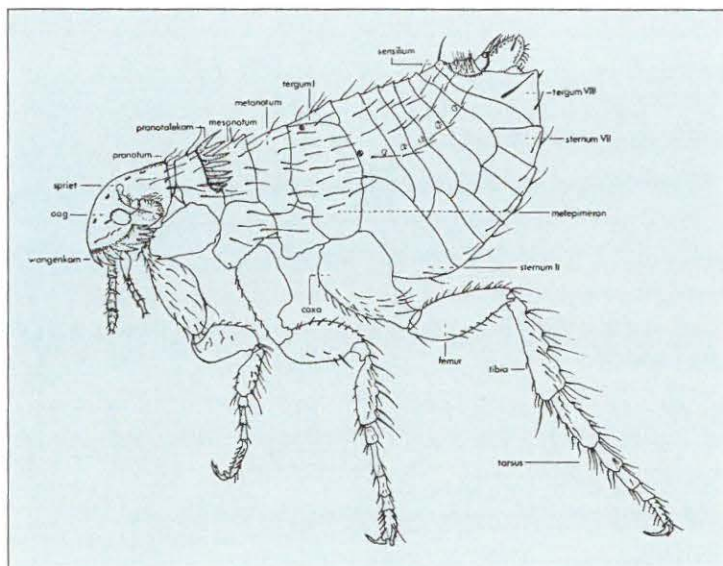 sensilium
tergum I
metanotum
tergum VIII
pronotalekam
mesonotum
sternum VII
pronotum
spriet
oog
metepimeron
wangenkam
sternum II
coxa
femur
tibia
tarsus